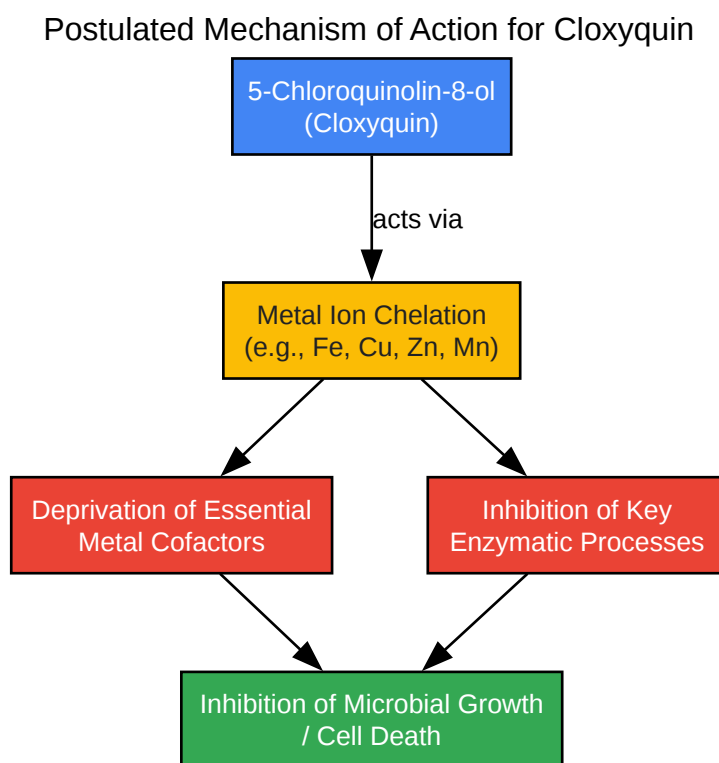 Postulated Mechanism of Action for Cloxyquin
5-Chloroquinolin-8-ol
(Cloxyquin)
acts via
Metal Ion Chelation
(e.g., Fe, Cu, Zn, Mn)
Deprivation of Essential
Metal Cofactors
Inhibition of Key
Enzymatic Processes
Inhibition of Microbial Growth
/ Cell Death